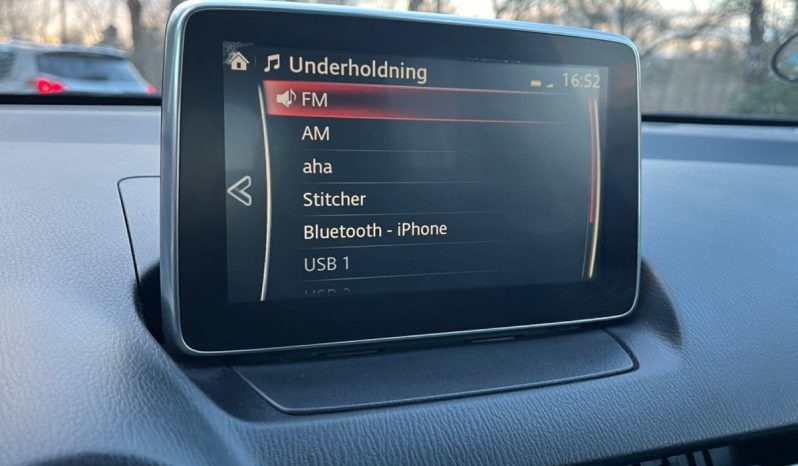 Underholdning
16:52
FM
AM
aha
Stitcher
Bluetooth - iPhone
USB 1